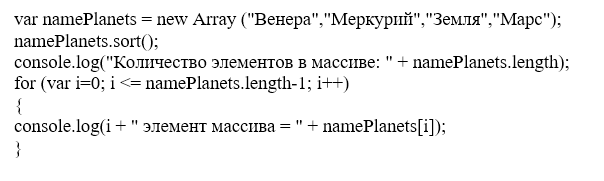 var namePlanets = new Array ("Венера","Меркурий","Земля","Марс");
namePlanets.sort();
console.log("Количество элементов в массиве: " + namePlanets.length);
for (var i=0; i <= namePlanets.length-1; i++)
{
console.log(i + " элемент массива = " + namePlanets[i]);
}